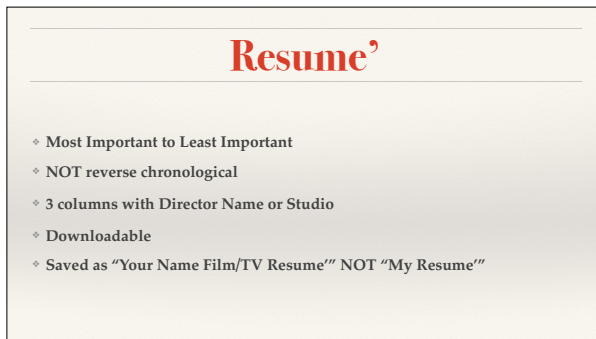 Resume’
Most Important to Least Important
NOT reverse chronological
3 columns with Director Name or Studio
Downloadable
Saved as “Your Name Film/TV Resume’” NOT “My Resume’”